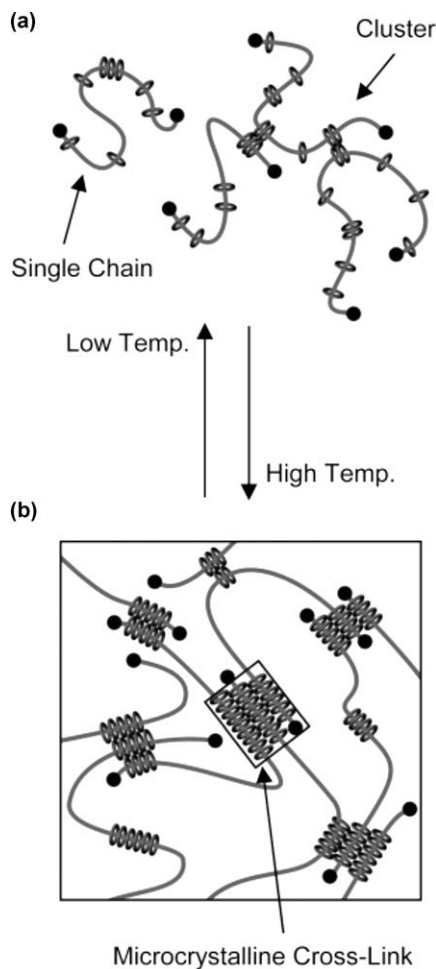 (a)
Cluster
Single Chain
Low Temp.
High Temp.
(b)
Microcrystalline Cross-Link